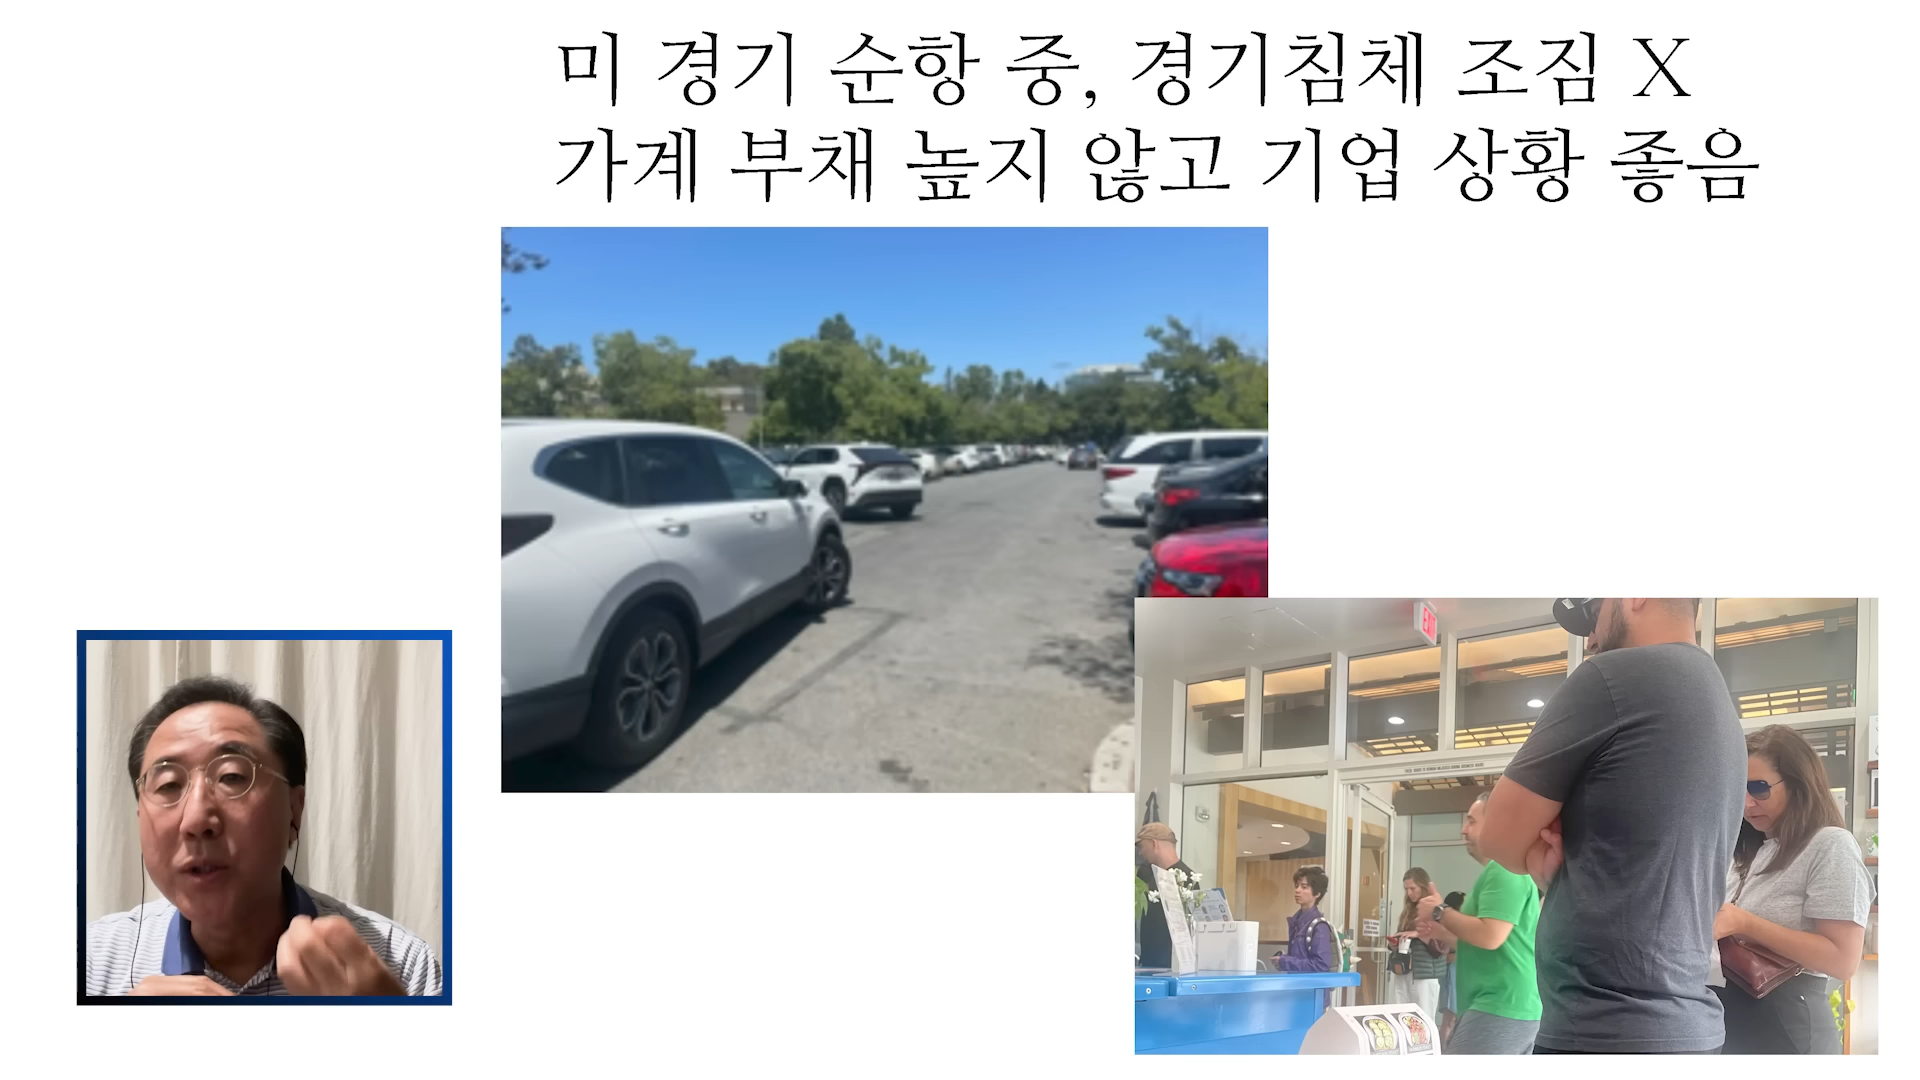 미 경기 순항 중, 경기침체 조짐 X
가계 부채 높지 않고 기업 상황 좋음
EXIT